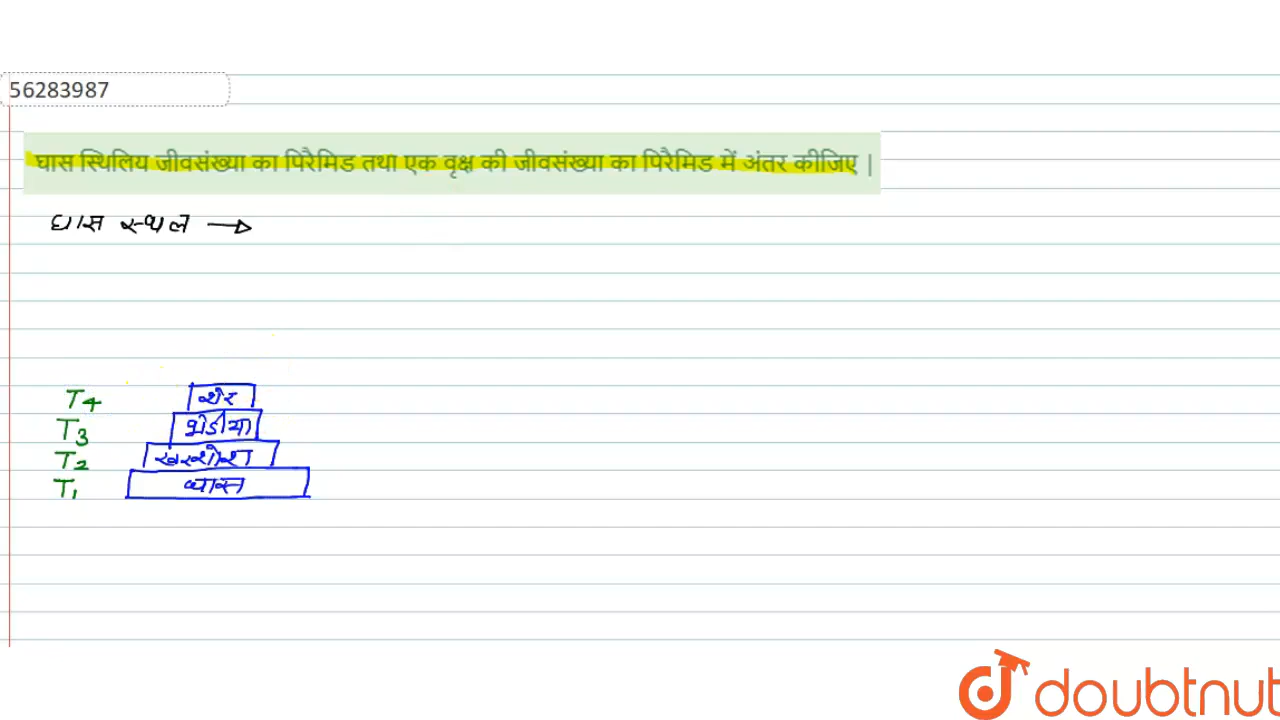 56283987
घास स्थिलिय जीवसंख्या का पिरैमिड तथा एक वृक्ष की जीवसंख्या का पिरैमिड में अंतर कीजिए |
घास स्थल →
T4 शेर
T3 भेडीया
T2 खरगोश
T1 घास
doubtnut